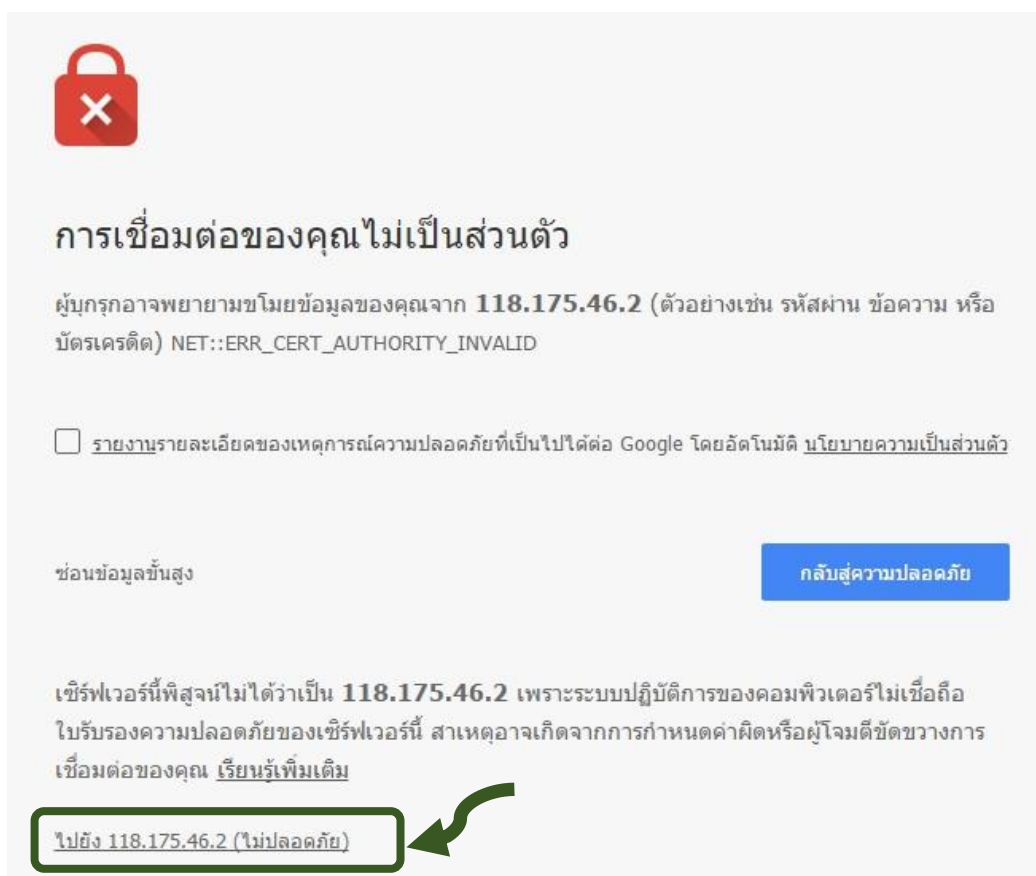 การเชื่อมต่อของคุณไม่เป็นส่วนตัว
ผู้บุกรุกอาจพยายามขโมยข้อมูลของคุณจาก 118.175.46.2 (ตัวอย่างเช่น รหัสผ่าน ข้อความ หรือ
บัตรเครดิต) NET::ERR_CERT_AUTHORITY_INVALID
รายงานรายละเอียดของเหตุการณ์ความปลอดภัยที่เป็นไปได้ต่อ Google โดยอัตโนมัติ นโยบายความเป็นส่วนตัว
ซ่อนข้อมูลขั้นสูง
กลับสู่ความปลอดภัย
เซิร์ฟเวอร์นี้พิสูจน์ไม่ได้ว่าเป็น 118.175.46.2 เพราะระบบปฏิบัติการของคอมพิวเตอร์ไม่เชื่อถือ
ใบรับรองความปลอดภัยของเซิร์ฟเวอร์นี้ สาเหตุอาจเกิดจากการกำหนดค่าผิดหรือผู้โจมตีขัดขวางการ
เชื่อมต่อของคุณ เรียนรู้เพิ่มเติม
ไปยัง 118.175.46.2 (ไม่ปลอดภัย)